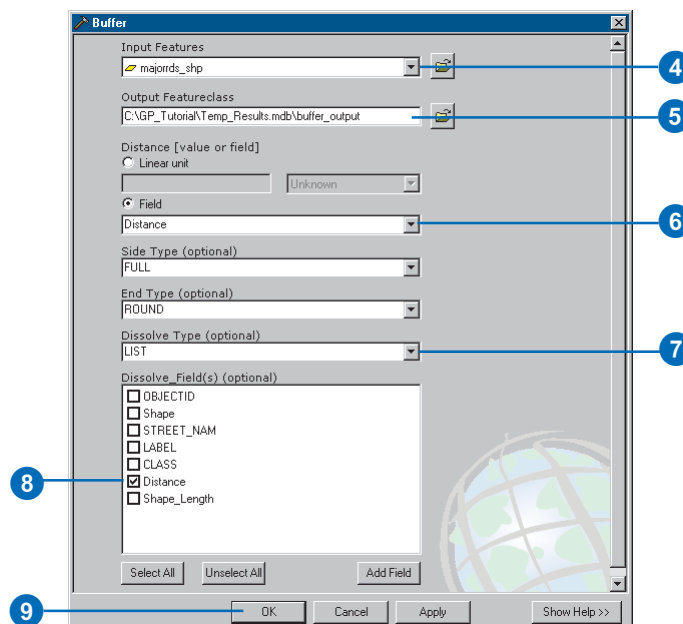 Buffer
Input Features
majorrds_shp
4
Output Featureclass
C:\GP_Tutorial\Temp_Results.mdb\buffer_output
5
Distance [value or field]
Linear unit
Unknown
Field
Distance
6
Side Type (optional)
FULL
End Type (optional)
ROUND
Dissolve Type (optional)
LIST
7
Dissolve_Field(s) (optional)
OBJECTID
Shape
STREET_NAM
LABEL
CLASS
8
Distance
Shape_Length
Select All Unselect All Add Field
9
OK Cancel Apply Show Help >>